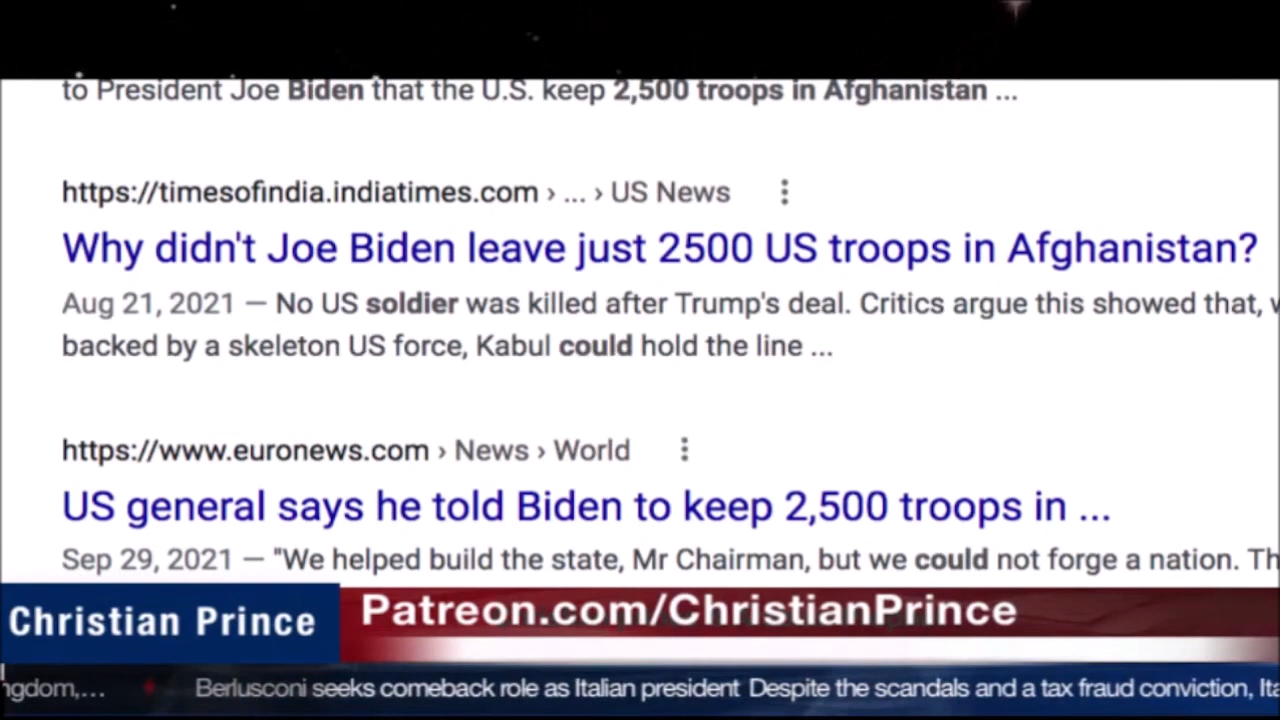 to President Joe Biden that the U.S. keep 2,500 troops in Afghanistan ...
https://timesofindia.indiatimes.com › ... › US News
Why didn't Joe Biden leave just 2500 US troops in Afghanistan?
Aug 21, 2021 — No US soldier was killed after Trump's deal. Critics argue this showed that,
backed by a skeleton US force, Kabul could hold the line ...
https://www.euronews.com › News › World
US general says he told Biden to keep 2,500 troops in ...
Sep 29, 2021 — "We helped build the state, Mr Chairman, but we could not forge a nation. Th
Christian Prince
Patreon.com/ChristianPrince
ngdom,... Berlusconi seeks comeback role as Italian president Despite the scandals and a tax fraud conviction, Ita